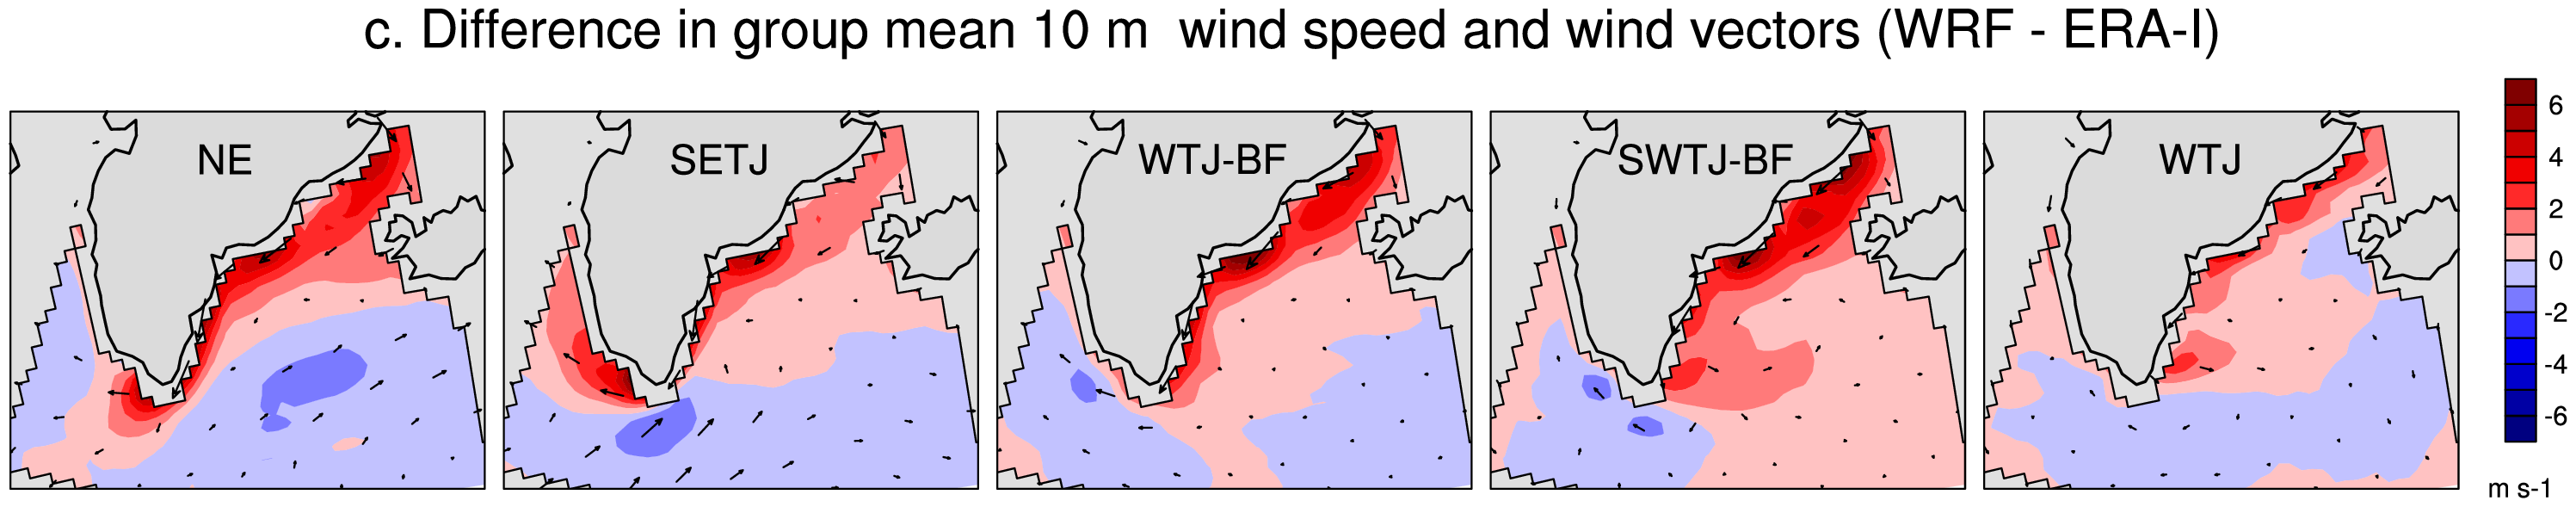 c. Difference in group mean 10 m  wind speed and wind vectors (WRF - ERA-I)
NE
SETJ
WTJ-BF
SWTJ-BF
WTJ
6
4
2
0
-2
-4
-6
m s-1